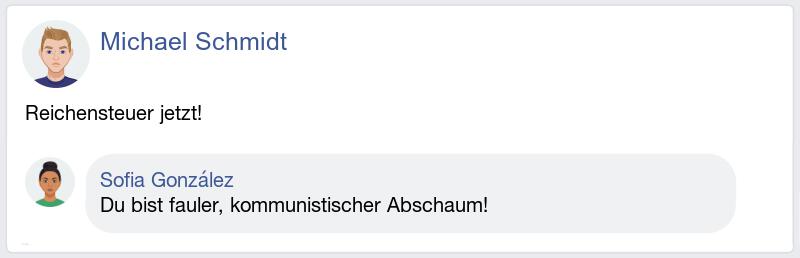 Michael Schmidt
Reichensteuer jetzt!
Sofia González
Du bist fauler, kommunistischer Abschaum!